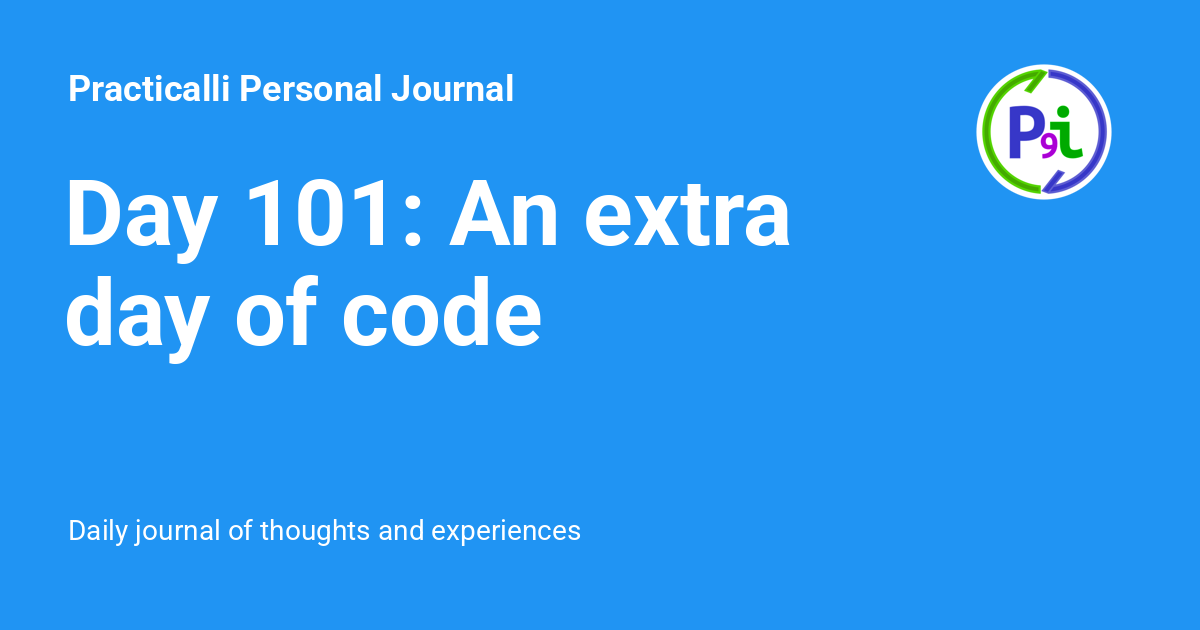 Practicalli Personal Journal
P9i
Day 101: An extra
day of code
Daily journal of thoughts and experiences